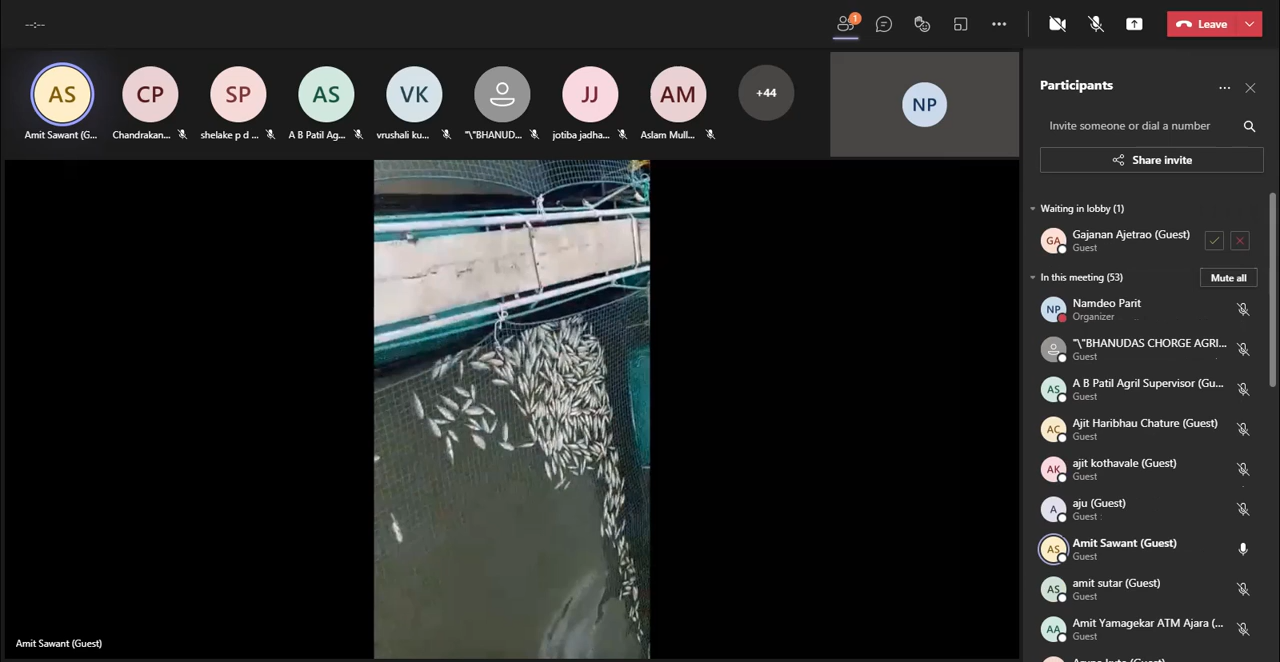 --:--
1
Leave
AS
CP
SP
AS
VK
JJ
AM
+44
NP
Amit Sawant (G...
Chandrakan...
shelake p d ...
A B Patil Ag...
vrushali ku...
"\"BHANUD...
jotiba jadha...
Aslam Mull...
Amit Sawant (Guest)
Participants
Invite someone or dial a number
Share invite
Waiting in lobby (1)
GA
Gajanan Ajetrao (Guest)
Guest
In this meeting (53)
Mute all
NP
Namdeo Parit
Organizer
"\"BHANUDAS CHORGE AGRI...
Guest
AS
A B Patil Agril Supervisor (Gu...
Guest
AC
Ajit Haribhau Chature (Guest)
Guest
AK
ajit kothavale (Guest)
Guest
A
aju (Guest)
Guest
AS
Amit Sawant (Guest)
Guest
AS
amit sutar (Guest)
Guest
AA
Amit Yamagekar ATM Ajara (...
Guest